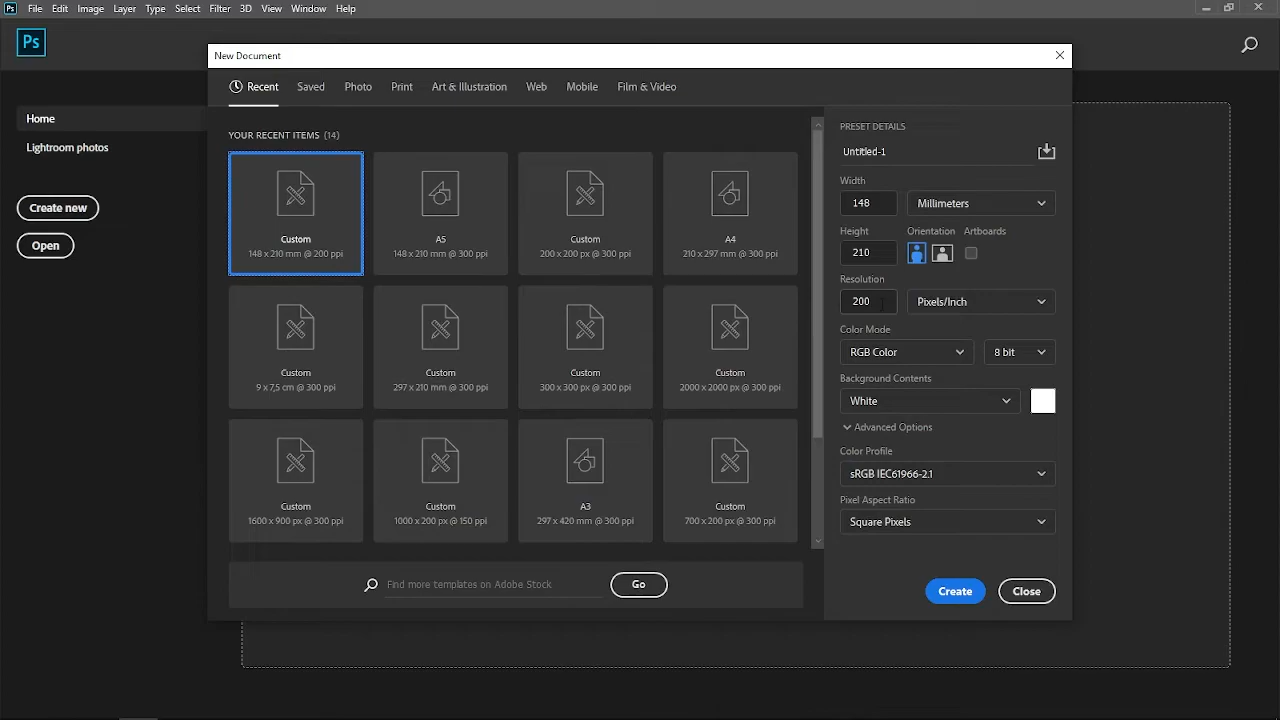 Ps File Edit Image Layer Type Select Filter 3D View Window Help
Ps
New Document
Recent Saved Photo Print Art & Illustration Web Mobile Film & Video
Home
Lightroom photos
Create new
Open
YOUR RECENT ITEMS (14)
Custom
148 x 210 mm @ 200 ppi
A5
148 x 210 mm @ 300 ppi
Custom
200 x 200 px @ 300 ppi
A4
210 x 297 mm @ 300 ppi
Custom
9 x 7,5 cm @ 300 ppi
Custom
297 x 210 mm @ 300 ppi
Custom
300 x 300 px @ 300 ppi
Custom
2000 x 2000 px @ 300 ppi
Custom
1600 x 900 px @ 300 ppi
Custom
1000 x 200 px @ 150 ppi
A3
297 x 420 mm @ 300 ppi
Custom
700 x 200 px @ 300 ppi
Find more templates on Adobe Stock Go
PRESET DETAILS
Untitled-1
Width
148 Millimeters
Height Orientation Artboards
210
Resolution
200 Pixels/Inch
Color Mode
RGB Color 8 bit
Background Contents
White
Advanced Options
Color Profile
sRGB IEC61966-2.1
Pixel Aspect Ratio
Square Pixels
Create Close